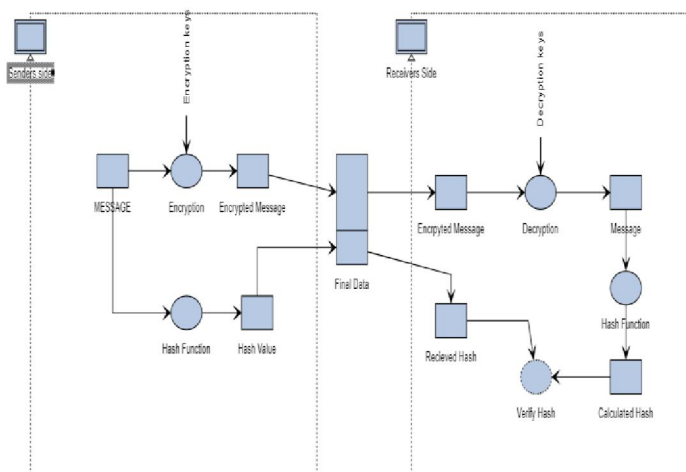 Senders side
Encryption keys
MESSAGE
Encryption
Encrypted Message
Hash Function
Hash Value
Final Data
Receivers Side
Decryption keys
Encrpyted Message
Decryption
Message
Hash Function
Recieved Hash
Verify Hash
Calculated Hash